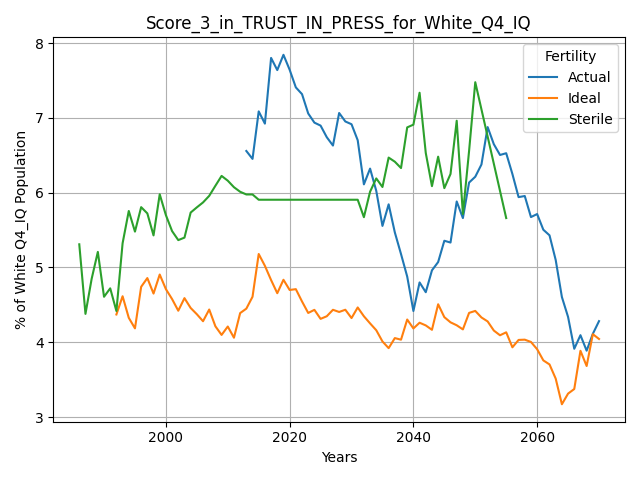 Score_3_in_TRUST_IN_PRESS_for_White_Q4_IQ
Fertility
Actual
Ideal
Sterile
% of White Q4_IQ Population
8
7
6
5
4
3
2000
2020
2040
2060
Years